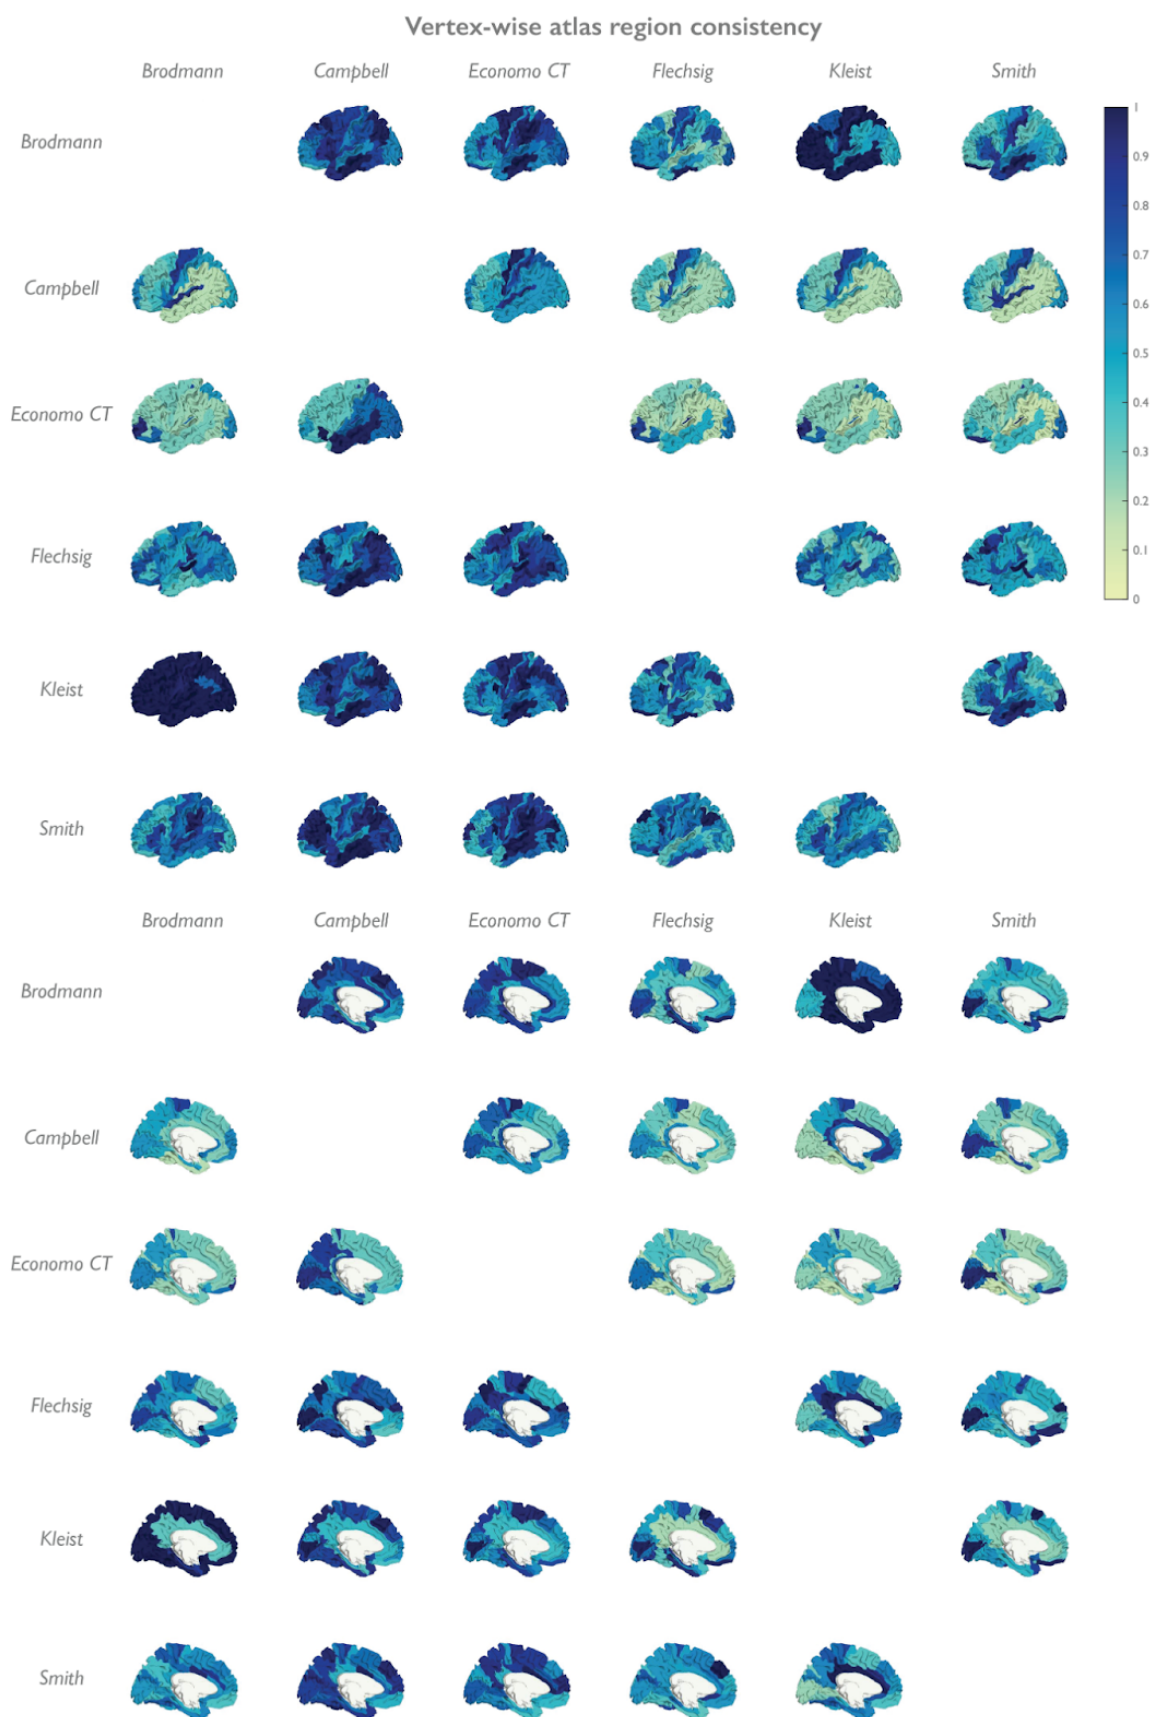 Vertex-wise atlas region consistency
Brodmann Campbell Economo CT Flechsig Kleist Smith
Brodmann
1
0.9
0.8
0.7
Campbell
0.6
0.5
Economo CT
0.4
0.3
0.2
Flechsig
0.1
0
Kleist
Smith
Brodmann Campbell Economo CT Flechsig Kleist Smith
Brodmann
Campbell
Economo CT
Flechsig
Kleist
Smith